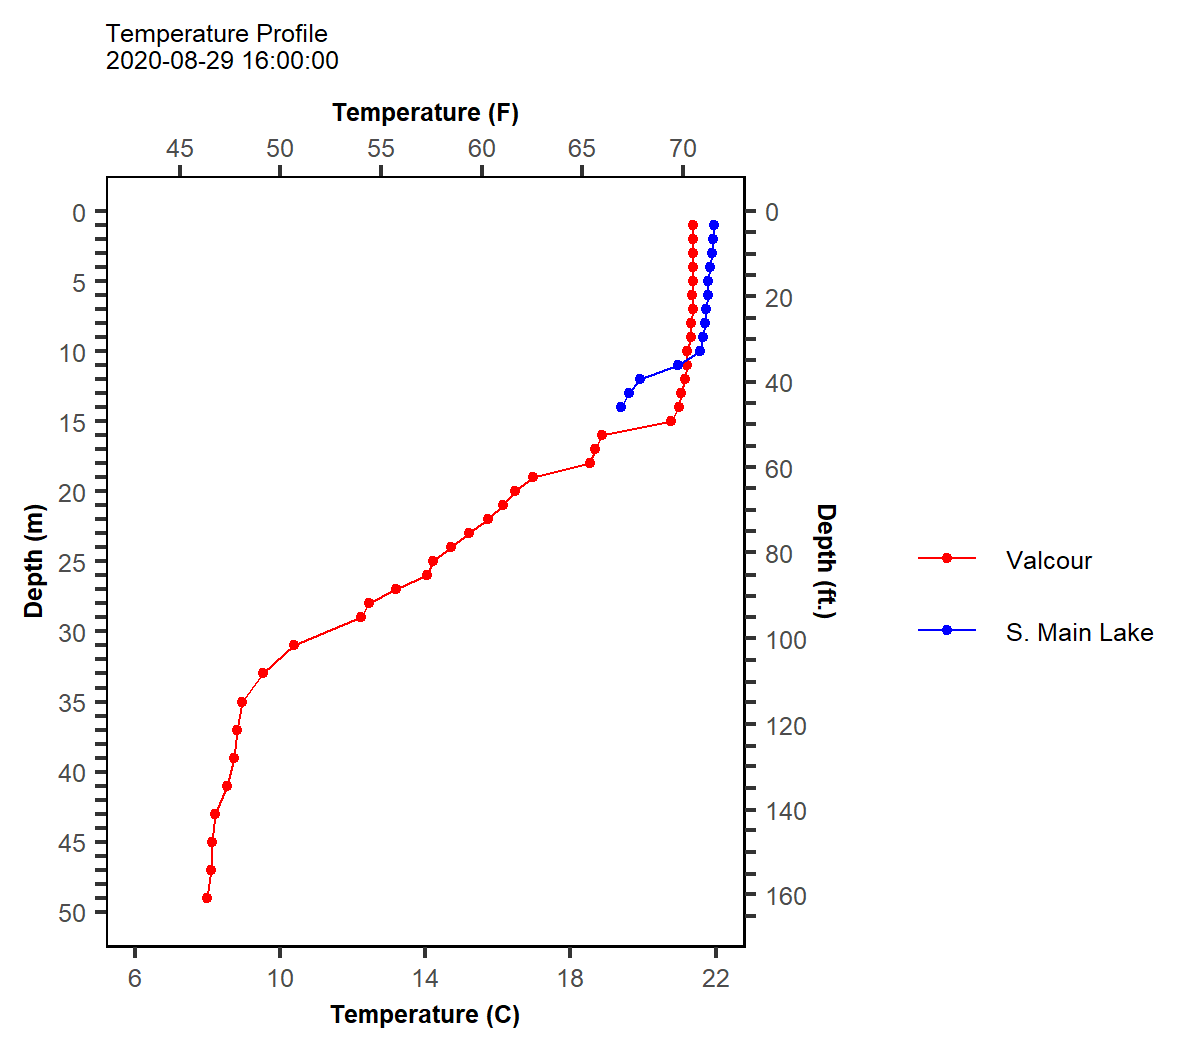 Temperature Profile
2020-08-29 16:00:00
Temperature (F)
45 50 55 60 65 70
0
5
10
15
20
25
30
35
40
45
50
Depth (m)
0
20
40
60
80
100
120
140
160
Depth (ft.)
Valcour
S. Main Lake
6 10 14 18 22
Temperature (C)